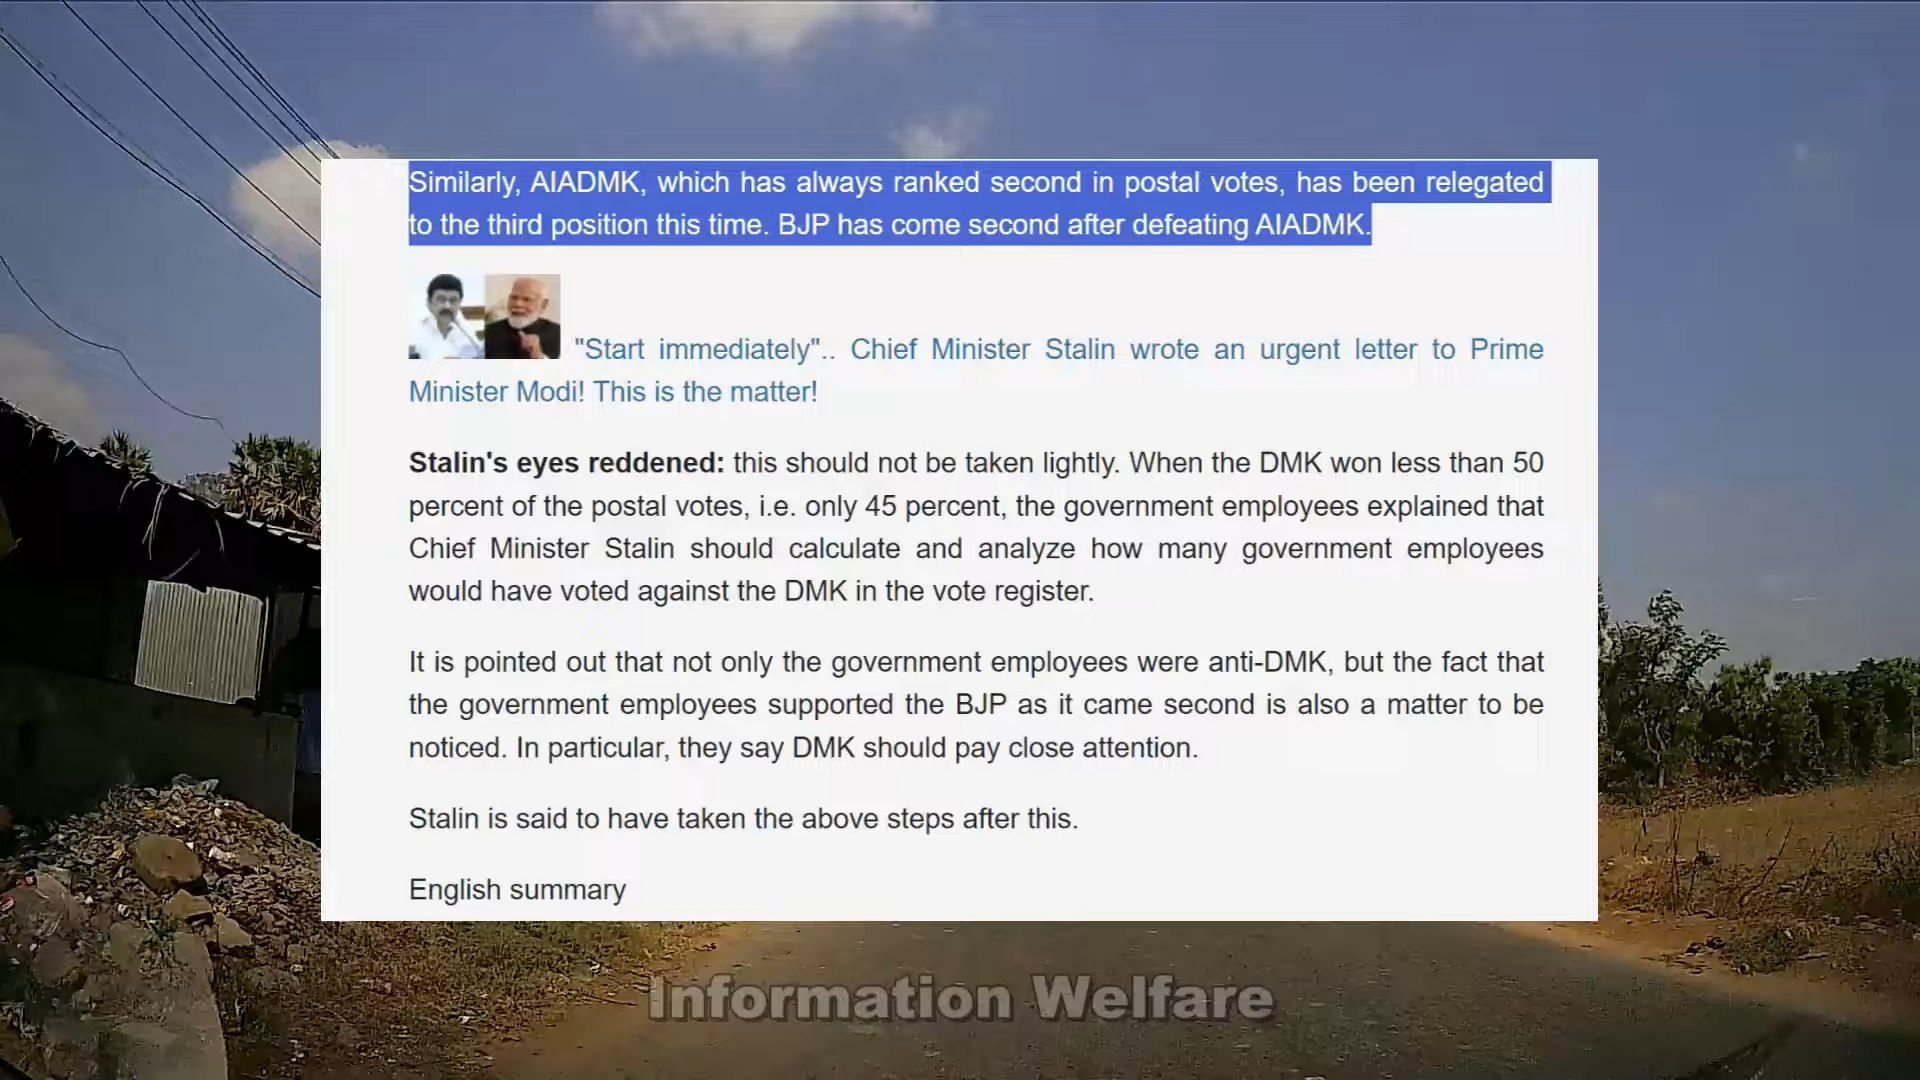 Similarly, AIADMK, which has always ranked second in postal votes, has been relegated
to the third position this time. BJP has come second after defeating AIADMK.
"Start immediately".. Chief Minister Stalin wrote an urgent letter to Prime
Minister Modi! This is the matter!
Stalin's eyes reddened: this should not be taken lightly. When the DMK won less than 50
percent of the postal votes, i.e. only 45 percent, the government employees explained that
Chief Minister Stalin should calculate and analyze how many government employees
would have voted against the DMK in the vote register.
It is pointed out that not only the government employees were anti-DMK, but the fact that
the government employees supported the BJP as it came second is also a matter to be
noticed. In particular, they say DMK should pay close attention.
Stalin is said to have taken the above steps after this.
English summary
Information Welfare